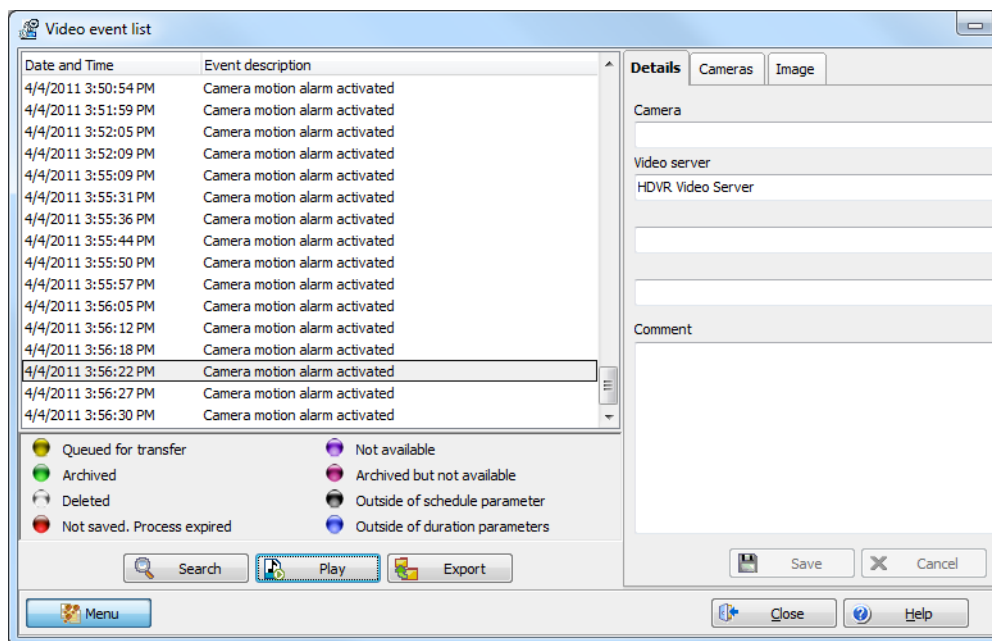 Video event list
Date and Time Event description
4/4/2011 3:50:54 PM Camera motion alarm activated
4/4/2011 3:51:59 PM Camera motion alarm activated
4/4/2011 3:52:05 PM Camera motion alarm activated
4/4/2011 3:52:09 PM Camera motion alarm activated
4/4/2011 3:55:09 PM Camera motion alarm activated
4/4/2011 3:55:31 PM Camera motion alarm activated
4/4/2011 3:55:36 PM Camera motion alarm activated
4/4/2011 3:55:44 PM Camera motion alarm activated
4/4/2011 3:55:50 PM Camera motion alarm activated
4/4/2011 3:55:57 PM Camera motion alarm activated
4/4/2011 3:56:05 PM Camera motion alarm activated
4/4/2011 3:56:12 PM Camera motion alarm activated
4/4/2011 3:56:18 PM Camera motion alarm activated
4/4/2011 3:56:22 PM Camera motion alarm activated
4/4/2011 3:56:27 PM Camera motion alarm activated
4/4/2011 3:56:30 PM Camera motion alarm activated
Queued for transfer Not available
Archived Archived but not available
Deleted Outside of schedule parameter
Not saved. Process expired Outside of duration parameters
Search Play Export
Details Cameras Image
Camera
Video server
HDVR Video Server
Comment
Save Cancel
Menu Close Help